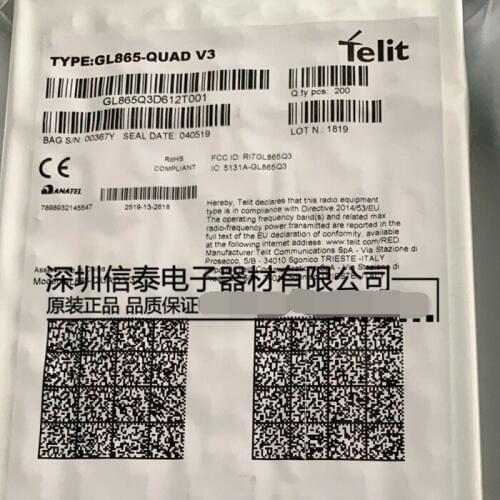 TYPE:GL865-QUAD V3
Telit
GL865Q3D612T001
Q.ty pcs: 200
BAG S/N: 00367Y SEAL DATE: 040519
LOT N.: 1819
CE
RoHS
COMPLIANT
FCC ID: RI7GL865Q3
IC: 5131A-GL865Q3
ANATEL
7898932145547
2519-13-2618
Hereby, Telit declares that this radio equipment
type is in compliance with Directive 2014/53/EU.
The operating frequency band(s) and related max
radio-frequency power transmitted are reported in the
full text of the EU declaration of conformity, available
at the following internet address: www.telit.com/RED
Manufacturer Telit Communications SpA - Via Stazione di
Prosecco, 5/B - 34010 Sgonico TRIESTE -ITALY
深圳信泰电子器材有限公司
原装正品 品质保证